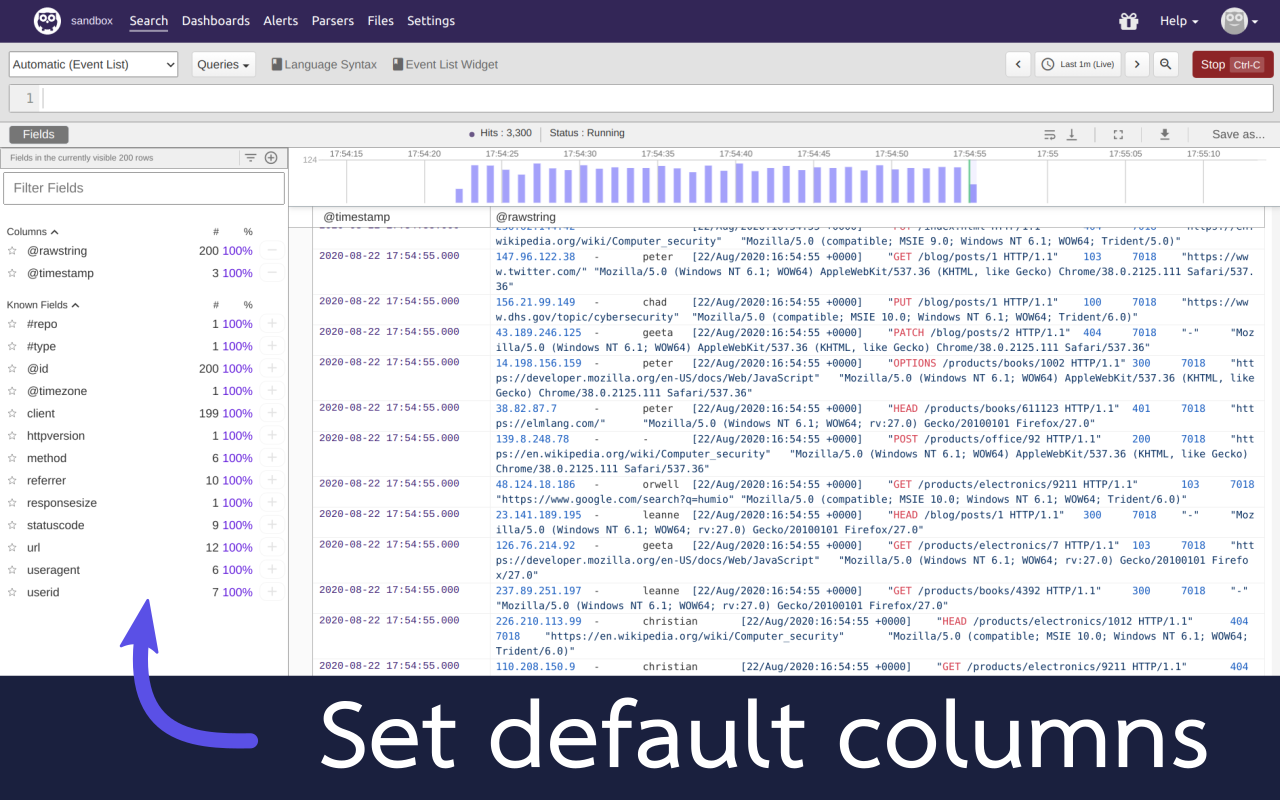 sandbox Search Dashboards Alerts Parsers Files Settings Help
Automatic (Event List) Queries Language Syntax Event List Widget Last 1m (Live) Stop Ctrl-C
1
Fields Hits : 3,300 Status : Running Save as...
Fields in the currently visible 200 rows
Filter Fields
Columns # %
@rawstring 200 100%
@timestamp 3 100%
Known Fields # %
#repo 1 100%
#type 1 100%
@id 200 100%
@timezone 1 100%
client 199 100%
httpversion 1 100%
method 6 100%
referrer 10 100%
responsesize 1 100%
statuscode 9 100%
url 12 100%
useragent 6 100%
userid 7 100%
17:54:15 17:54:20 17:54:25 17:54:30 17:54:35 17:54:40 17:54:45 17:54:50 17:54:55 17:55 17:55:05 17:55:10
124
@timestamp @rawstring
wikipedia.org/wiki/Computer_security" "Mozilla/5.0 (compatible; MSIE 9.0; Windows NT 6.1; WOW64; Trident/5.0)"
2020-08-22 17:54:55.000 147.96.122.38 - peter [22/Aug/2020:16:54:55 +0000] "GET /blog/posts/1 HTTP/1.1" 103 7018 "https://ww
w.twitter.com/" "Mozilla/5.0 (Windows NT 6.1; WOW64) AppleWebKit/537.36 (KHTML, like Gecko) Chrome/38.0.2125.111 Safari/537.
36"
2020-08-22 17:54:55.000 156.21.99.149 - chad [22/Aug/2020:16:54:55 +0000] "PUT /blog/posts/1 HTTP/1.1" 100 7018 "https://ww
w.dhs.gov/topic/cybersecurity" "Mozilla/5.0 (compatible; MSIE 10.0; Windows NT 6.1; WOW64; Trident/6.0)"
2020-08-22 17:54:55.000 43.189.246.125 - geeta [22/Aug/2020:16:54:55 +0000] "PATCH /blog/posts/2 HTTP/1.1" 404 7018 "-" "Moz
illa/5.0 (Windows NT 6.1; WOW64) AppleWebKit/537.36 (KHTML, like Gecko) Chrome/38.0.2125.111 Safari/537.36"
2020-08-22 17:54:55.000 14.198.156.159 - peter [22/Aug/2020:16:54:55 +0000] "OPTIONS /products/books/1002 HTTP/1.1" 300 7018 "htt
ps://developer.mozilla.org/en-US/docs/Web/JavaScript" "Mozilla/5.0 (Windows NT 6.1; WOW64) AppleWebKit/537.36 (KHTML, like
Gecko) Chrome/38.0.2125.111 Safari/537.36"
2020-08-22 17:54:55.000 38.82.87.7 - peter [22/Aug/2020:16:54:55 +0000] "HEAD /products/books/611123 HTTP/1.1" 401 7018 "htt
ps://elmlang.com/" "Mozilla/5.0 (Windows NT 6.1; WOW64; rv:27.0) Gecko/20100101 Firefox/27.0"
2020-08-22 17:54:55.000 139.8.248.78 - - [22/Aug/2020:16:54:55 +0000] "POST /products/office/92 HTTP/1.1" 200 7018 "htt
ps://en.wikipedia.org/wiki/Computer_security" "Mozilla/5.0 (Windows NT 6.1; WOW64) AppleWebKit/537.36 (KHTML, like Gecko)
Chrome/38.0.2125.111 Safari/537.36"
2020-08-22 17:54:55.000 48.124.18.186 - orwell [22/Aug/2020:16:54:55 +0000] "GET /products/electronics/9211 HTTP/1.1" 103 7018
"https://www.google.com/search?q=humio" "Mozilla/5.0 (compatible; MSIE 10.0; Windows NT 6.1; WOW64; Trident/6.0)"
2020-08-22 17:54:55.000 23.141.189.195 - leanne [22/Aug/2020:16:54:55 +0000] "HEAD /blog/posts/1 HTTP/1.1" 300 7018 "-" "Moz
illa/5.0 (Windows NT 6.1; WOW64; rv:27.0) Gecko/20100101 Firefox/27.0"
2020-08-22 17:54:55.000 126.76.214.92 - geeta [22/Aug/2020:16:54:55 +0000] "GET /products/electronics/7 HTTP/1.1" 103 7018 "htt
ps://developer.mozilla.org/en-US/docs/Web/JavaScript" "Mozilla/5.0 (Windows NT 6.1; WOW64; rv:27.0) Gecko/20100101 Firefo
x/27.0"
2020-08-22 17:54:55.000 237.89.251.197 - leanne [22/Aug/2020:16:54:55 +0000] "GET /products/books/4392 HTTP/1.1" 300 7018 "-"
"Mozilla/5.0 (Windows NT 6.1; WOW64; rv:27.0) Gecko/20100101 Firefox/27.0"
2020-08-22 17:54:55.000 226.210.113.99 - christian [22/Aug/2020:16:54:55 +0000] "HEAD /products/electronics/1012 HTTP/1.1" 404
7018 "https://en.wikipedia.org/wiki/Computer_security" "Mozilla/5.0 (compatible; MSIE 10.0; Windows NT 6.1; WOW64;
Trident/6.0)"
2020-08-22 17:54:55.000 110.208.150.9 - christian [22/Aug/2020:16:54:55 +0000] "GET /products/electronics/9211 HTTP/1.1" 404
Set default columns